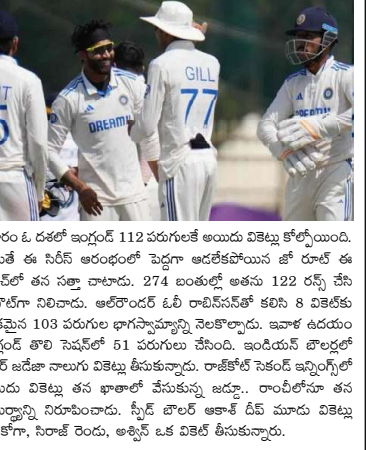 GILL
77
DREAM11
DREAM11
ఓ దశలో ఇంగ్లండ్ 112 పరుగులకే అయిదు వికెట్లు కోల్పోయింది.
ఈ సిరీస్ ఆరంభంలో పెద్దగా ఆడలేకపోయిన జో రూట్ ఈ
తన సత్తా చాటాడు. 274 బంతుల్లో అతను 122 రన్స్ చేసి
నిలిచాడు. ఆల్‌రౌండర్ ఓలీ రాబిన్‌సన్‌తో కలిసి 8 వికెట్‌కు
103 పరుగుల భాగస్వామ్యాన్ని నెలకొల్పాడు. ఇవాళ ఉదయం
తొలి సెషన్‌లో 51 పరుగులు చేసింది. ఇండియన్ బౌలర్లలో
జడేజా నాలుగు వికెట్లు తీసుకున్నాడు. రాజ్‌కోట్ సెకండ్ ఇన్నింగ్స్‌లో
వికెట్లు తన ఖాతాలో వేసుకున్న జడ్డూ.. రాంచీలోనూ తన
నిరూపించాడు. స్పీడ్ బౌలర్ ఆకాశ్ దీప్ మూడు వికెట్లు
సిరాజ్ రెండు, అశ్విన్ ఒక వికెట్ తీసుకున్నారు.